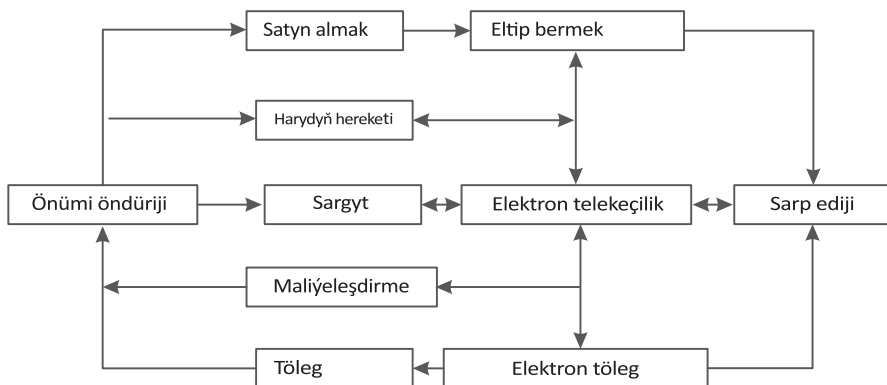 Satyn almak
Eltip bermek
Harydyň hereketi
Önümi öndüriji
Sargyt
Elektron telekeçilik
Sarp ediji
Maliýeleşdirme
Töleg
Elektron töleg